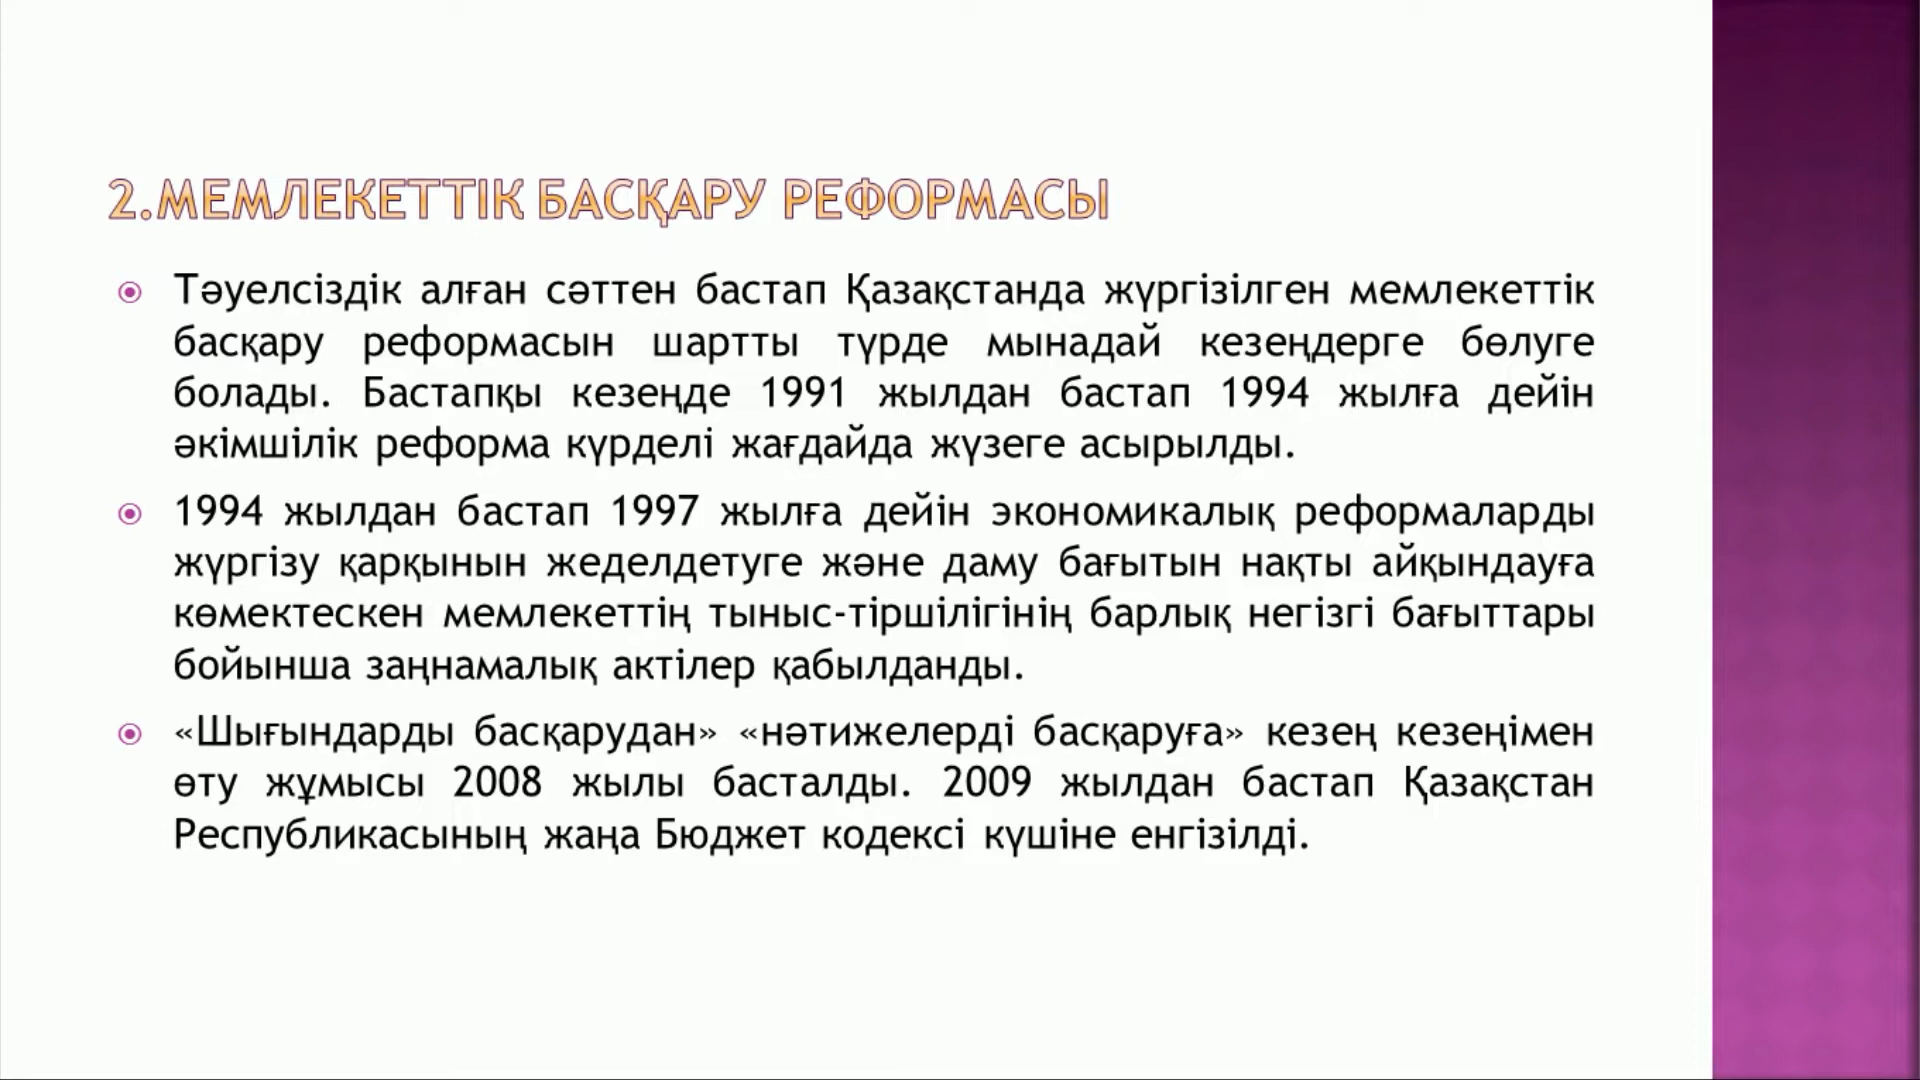 2.МЕМЛЕКЕТТІК БАСҚАРУ РЕФОРМАСЫ
Тәуелсіздік алған сәттен бастап Қазақстанда жүргізілген мемлекеттік
басқару реформасын шартты түрде мынадай кезеңдерге бөлуге
болады. Бастапқы кезеңде 1991 жылдан бастап 1994 жылға дейін
әкімшілік реформа күрделі жағдайда жүзеге асырылды.
1994 жылдан бастап 1997 жылға дейін экономикалық реформаларды
жүргізу қарқынын жеделдетуге және даму бағытын нақты айқындауға
көмектескен мемлекеттің тыныс-тіршілігінің барлық негізгі бағыттары
бойынша заңнамалық актілер қабылданды.
«Шығындарды басқарудан» «нәтижелерді басқаруға» кезең кезеңімен
өту жұмысы 2008 жылы басталды. 2009 жылдан бастап Қазақстан
Республикасының жаңа Бюджет кодексі күшіне енгізілді.